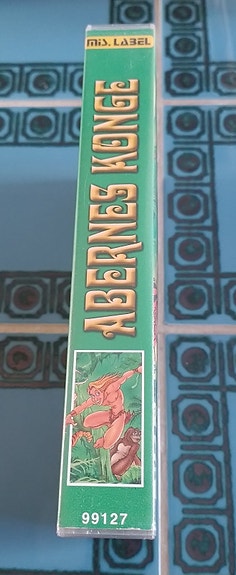 MIS. LABEL
ABERNES KONGE
99127